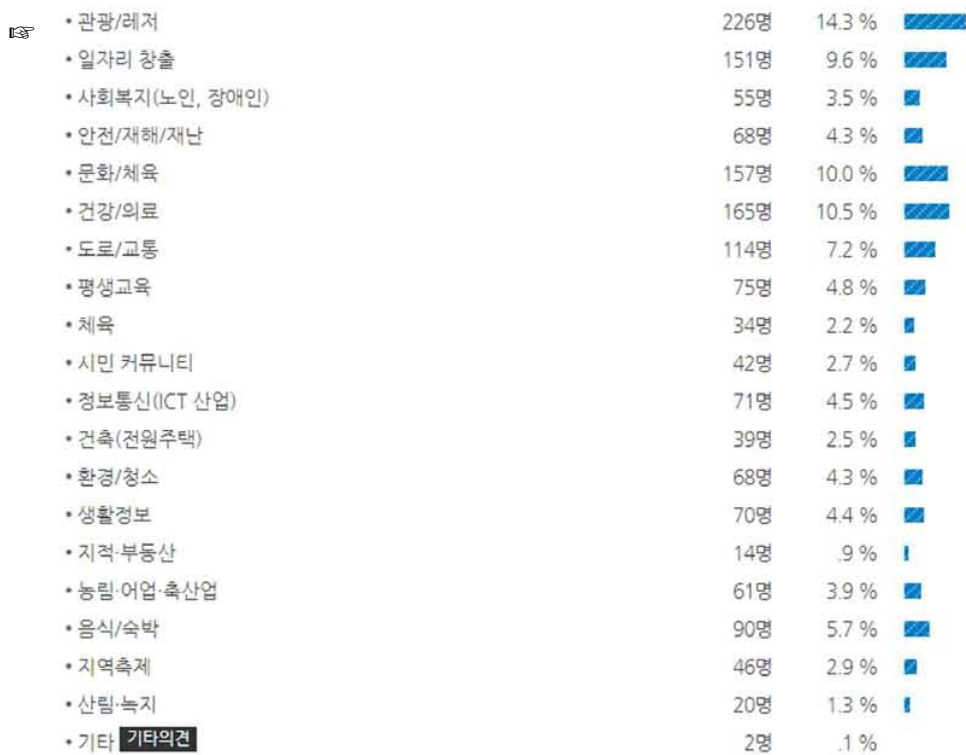 ☞ • 관광/레저 226명 14.3 %
• 일자리 창출 151명 9.6 %
• 사회복지(노인, 장애인) 55명 3.5 %
• 안전/재해/재난 68명 4.3 %
• 문화/체육 157명 10.0 %
• 건강/의료 165명 10.5 %
• 도로/교통 114명 7.2 %
• 평생교육 75명 4.8 %
• 체육 34명 2.2 %
• 시민 커뮤니티 42명 2.7 %
• 정보통신(ICT 산업) 71명 4.5 %
• 건축(전원주택) 39명 2.5 %
• 환경/청소 68명 4.3 %
• 생활정보 70명 4.4 %
• 지적·부동산 14명 .9 %
• 농림·어업·축산업 61명 3.9 %
• 음식/숙박 90명 5.7 %
• 지역축제 46명 2.9 %
• 산림·녹지 20명 1.3 %
• 기타 기타의견 2명 .1 %